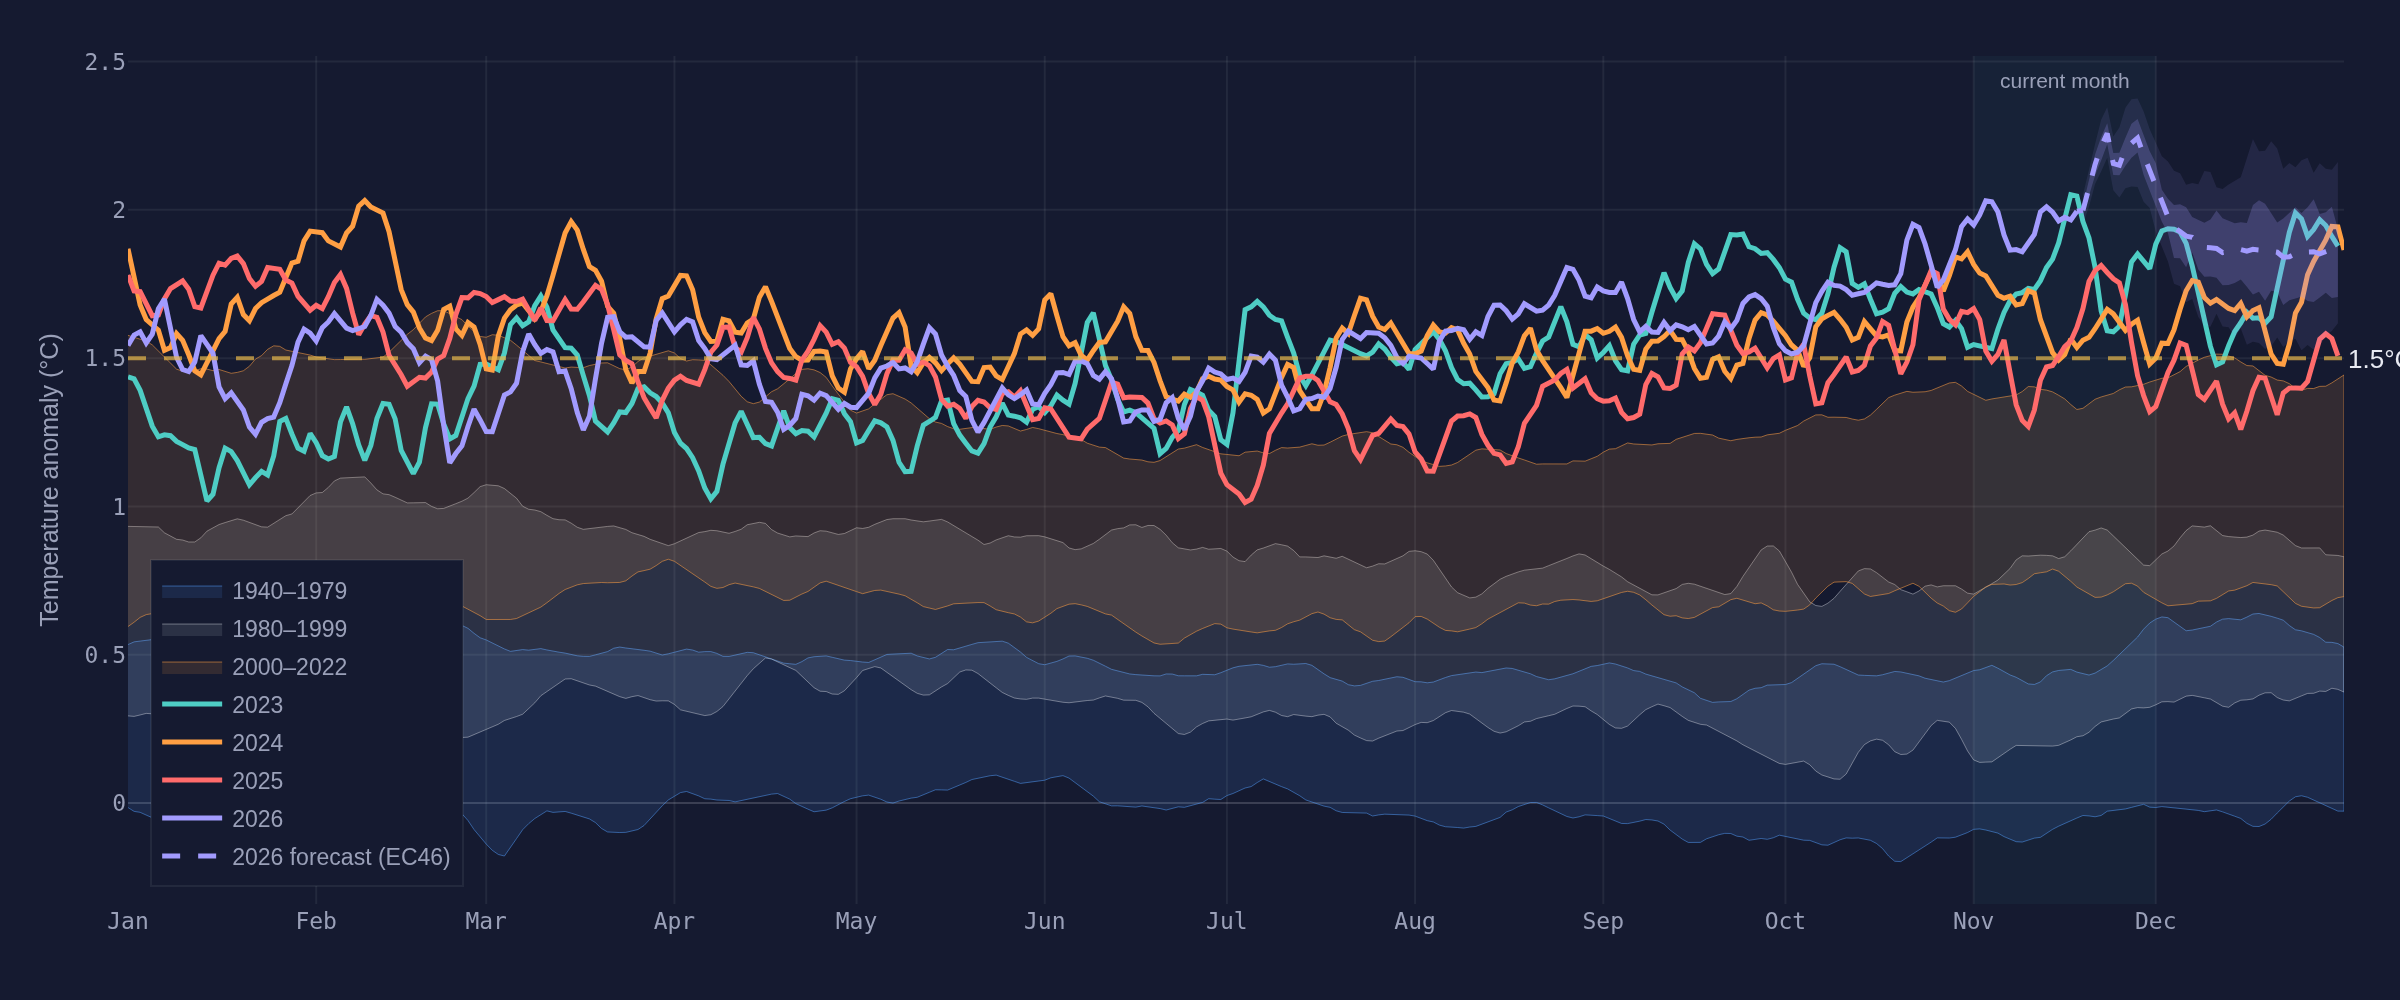 2.5
current month
2
1.5
1.5°C
Temperature anomaly (°C)
1
1940–1979
1980–1999
2000–2022
0.5
2023
2024
2025
0
2026
2026 forecast (EC46)
Jan Feb Mar Apr May Jun Jul Aug Sep Oct Nov Dec